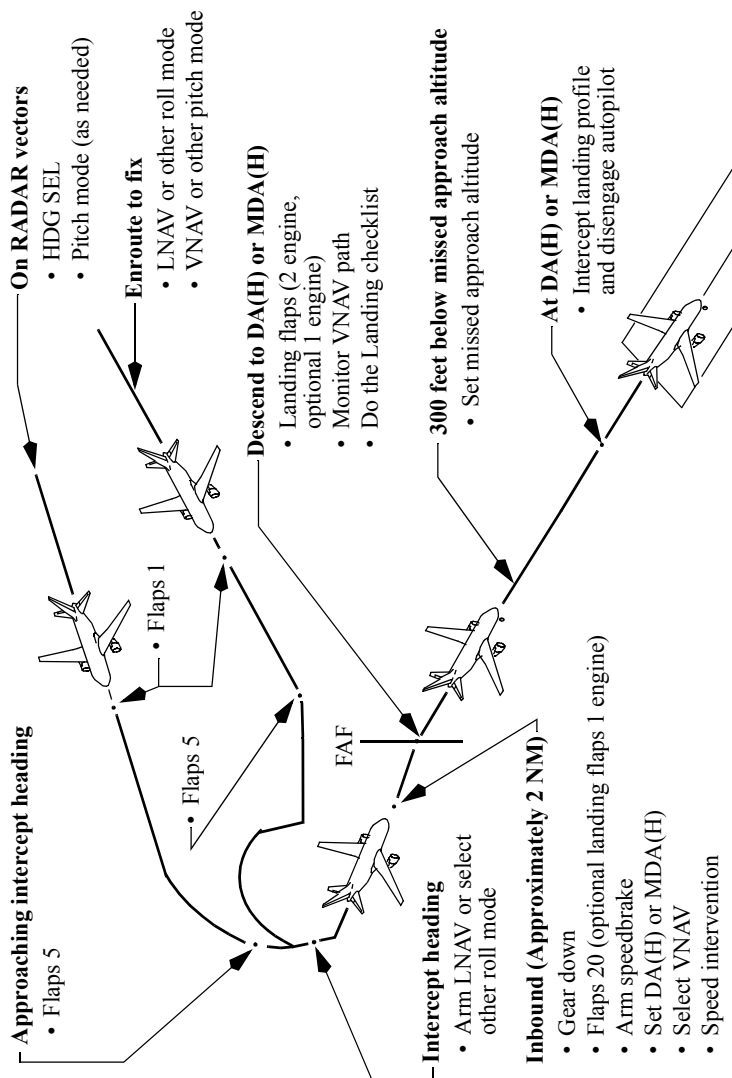 On RADAR vectors
• HDG SEL
• Pitch mode (as needed)
Enroute to fix
• LNAV or other roll mode
• VNAV or other pitch mode
Approaching intercept heading
• Flaps 5
• Flaps 1
• Flaps 5
Intercept heading
• Arm LNAV or select
other roll mode
Inbound (Approximately 2 NM)
• Gear down
• Flaps 20 (optional landing flaps 1 engine)
• Arm speedbrake
• Set DA(H) or MDA(H)
• Select VNAV
• Speed intervention
FAF
Descend to DA(H) or MDA(H)
• Landing flaps (2 engine,
optional 1 engine)
• Monitor VNAV path
• Do the Landing checklist
300 feet below missed approach altitude
• Set missed approach altitude
At DA(H) or MDA(H)
• Intercept landing profile
and disengage autopilot